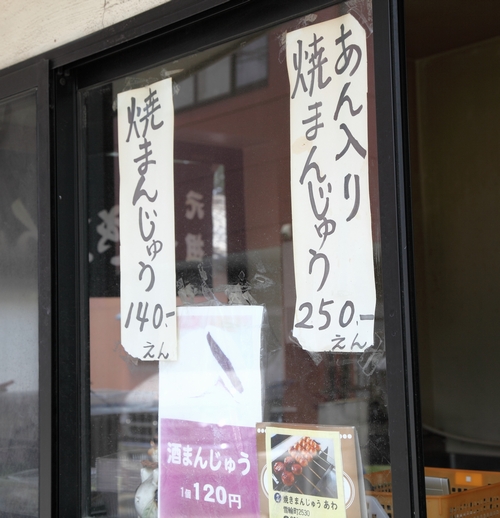 あん入り
焼まんじゅう
250.-
えん
焼まんじゅう
140.-
えん
酒まんじゅう
1個120円
焼きまんじゅう あわ